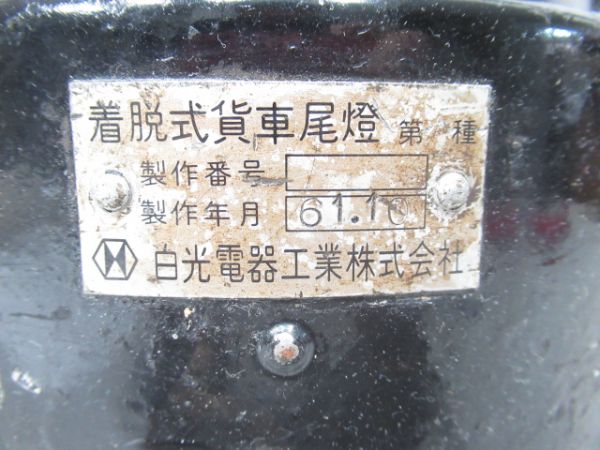 着脱式貨車尾燈 第 種
製作番号
製作年月 61.10
白光電器工業株式会社